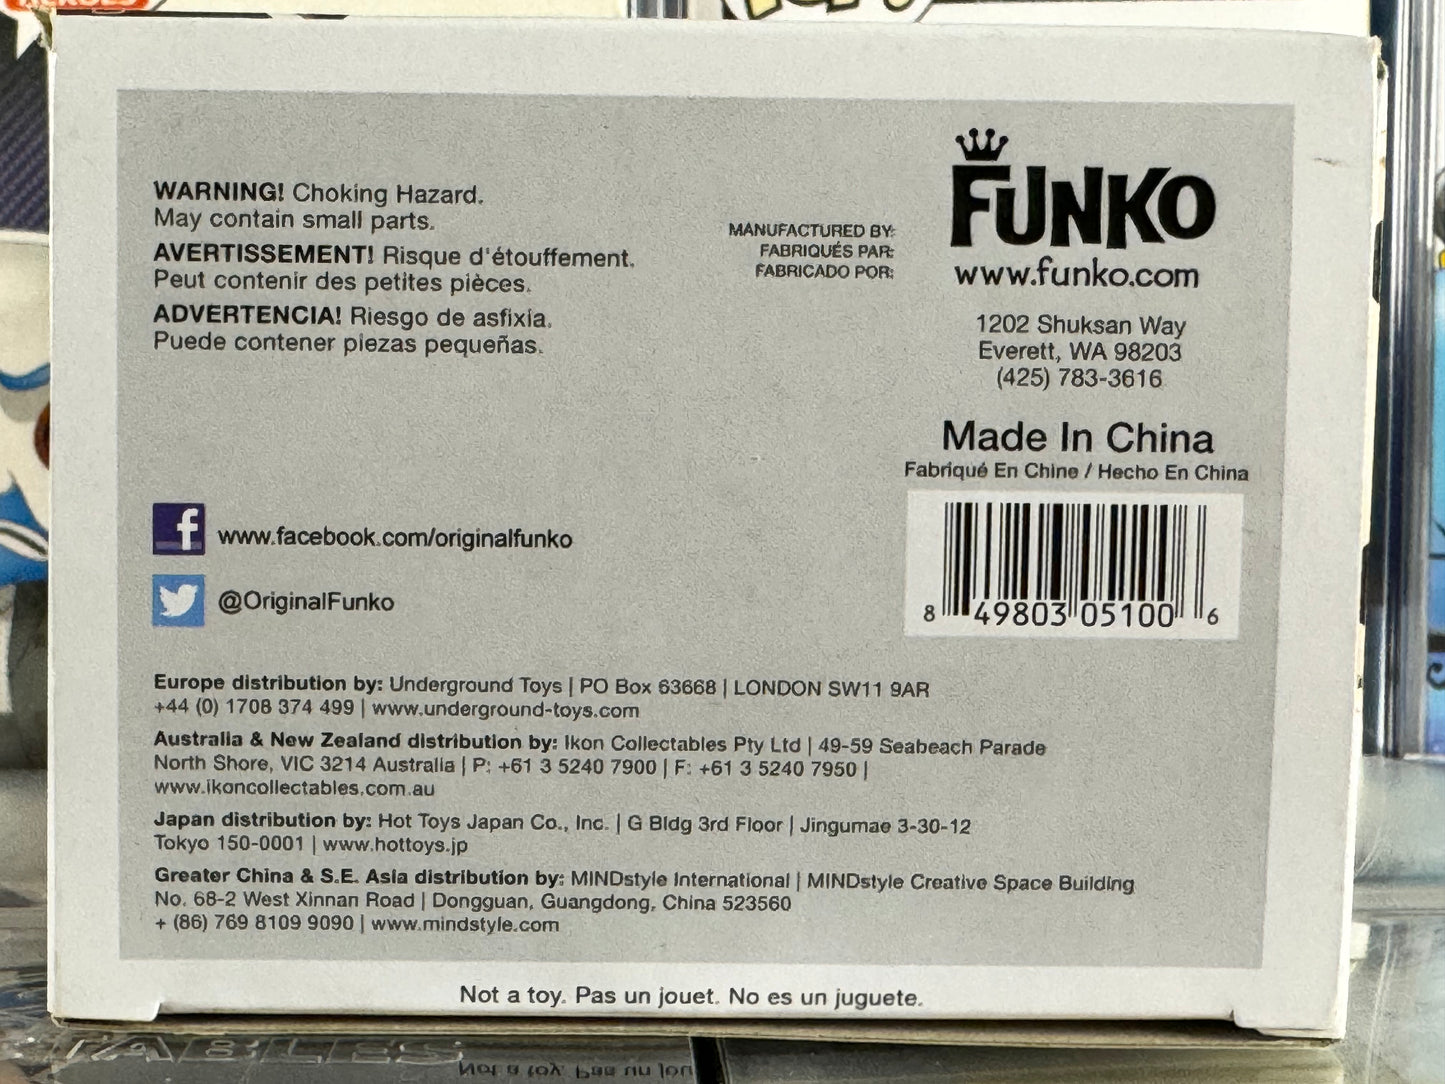 HEROES
WARNING! Choking Hazard.
May contain small parts.
AVERTISSEMENT! Risque d'étouffement.
Peut contenir des petites pièces.
ADVERTENCIA! Riesgo de asfixia.
Puede contener piezas pequeñas.
MANUFACTURED BY:
FABRIQUÉS PAR:
FABRICADO POR:
FUNKO
www.funko.com
1202 Shuksan Way
Everett, WA 98203
(425) 783-3616
Made In China
Fabriqué En Chine / Hecho En China
8 49803 05100 6
f www.facebook.com/originalfunko
@OriginalFunko
Europe distribution by: Underground Toys | PO Box 63668 | LONDON SW11 9AR
+44 (0) 1708 374 499 | www.underground-toys.com
Australia & New Zealand distribution by: Ikon Collectables Pty Ltd | 49-59 Seabeach Parade
North Shore, VIC 3214 Australia | P: +61 3 5240 7900 | F: +61 3 5240 7950 |
www.ikoncollectables.com.au
Japan distribution by: Hot Toys Japan Co., Inc. | G Bldg 3rd Floor | Jingumae 3-30-12
Tokyo 150-0001 | www.hottoys.jp
Greater China & S.E. Asia distribution by: MINDstyle International | MINDstyle Creative Space Building
No. 68-2 West Xinnan Road | Dongguan, Guangdong, China 523560
+ (86) 769 8109 9090 | www.mindstyle.com
Not a toy. Pas un jouet. No es un juguete.